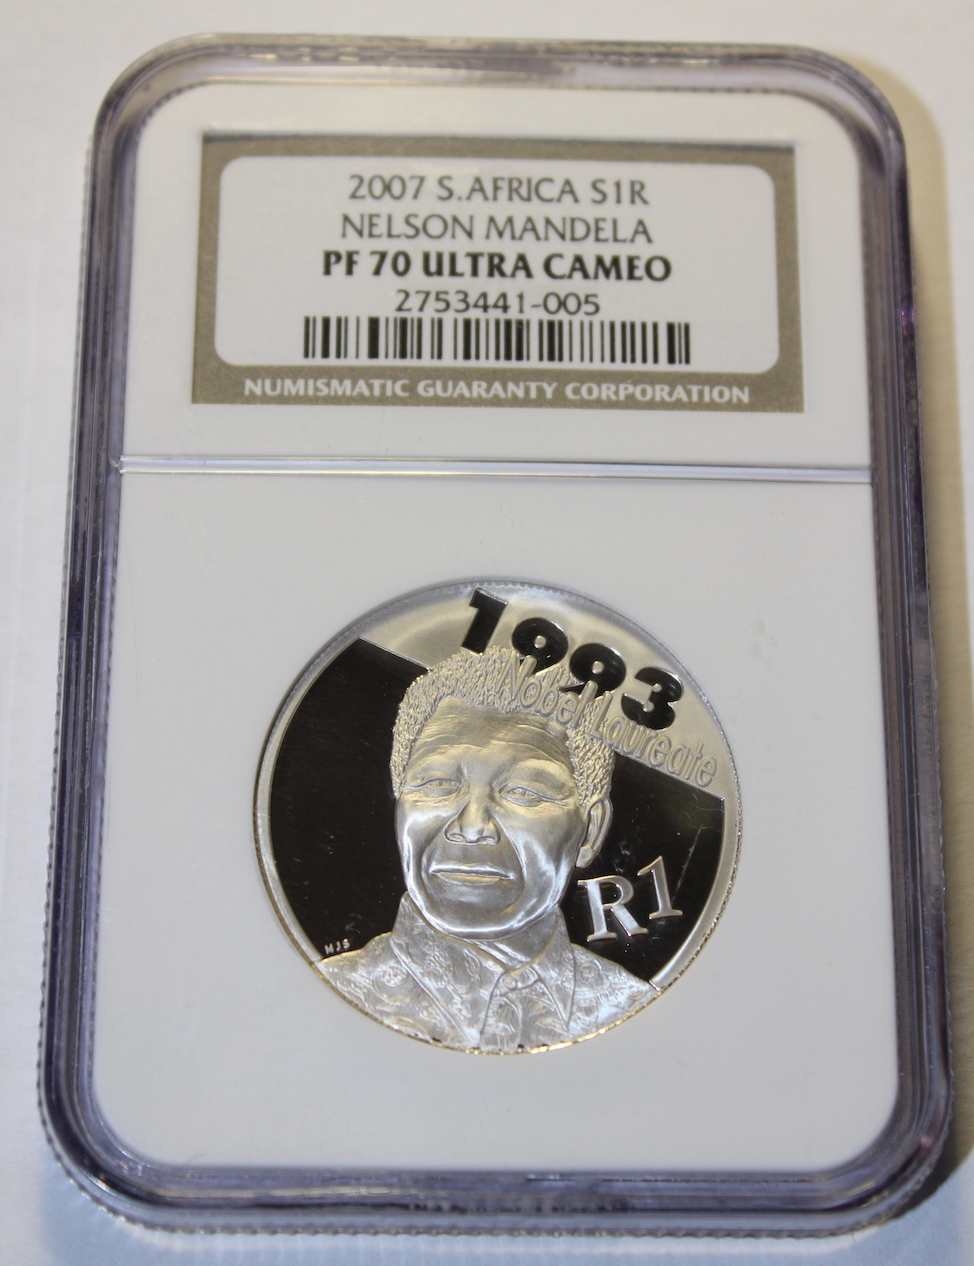 2007 S.AFRICA S1R
NELSON MANDELA
PF 70 ULTRA CAMEO
2753441-005
NUMISMATIC GUARANTY CORPORATION
1993
Nobel Laureate
R1
MJS